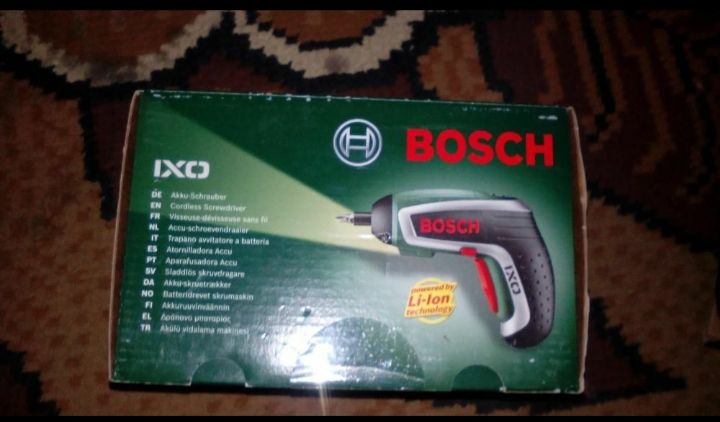 BOSCH
IXO
DE Akku-Schrauber
EN Cordless Screwdriver
FR Visseuse-dévisseuse sans fil
NL Accu-schroevendraaier
IT Trapano avvitatore a batteria
ES Atornilladora Accu
PT Aparafusadora Accu
SV Sladdlös skruvdragare
DA Akku-skruetrækker
NO Batteridrevet skrumaskin
FI Akkuruuvinväännin
EL
TR Akülü vidalama makinesi
BOSCH
IXO
powered by
Li-Ion
technology